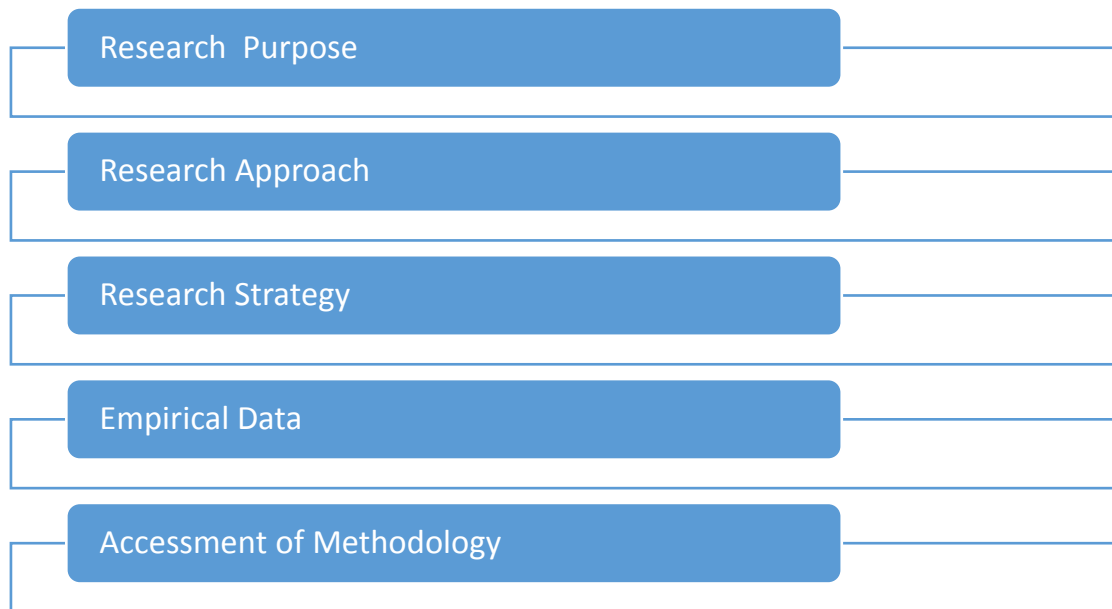 Research  Purpose
Research Approach
Research Strategy
Empirical Data
Accessment of Methodology